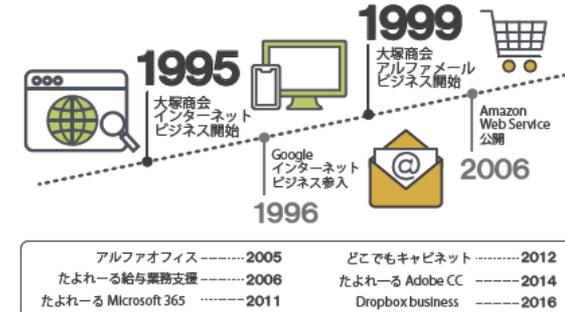 1995
大塚商会
インターネット
ビジネス開始
1999
大塚商会
アルファメール
ビジネス開始
@
Google
インターネット
ビジネス参入
1996
Amazon
Web Service
公開
2006
アルファオフィス 2005
たよれーる給与業務支援 2006
たよれーる Microsoft 365 2011
どこでもキャビネット 2012
たよれーる Adobe CC 2014
Dropbox business 2016